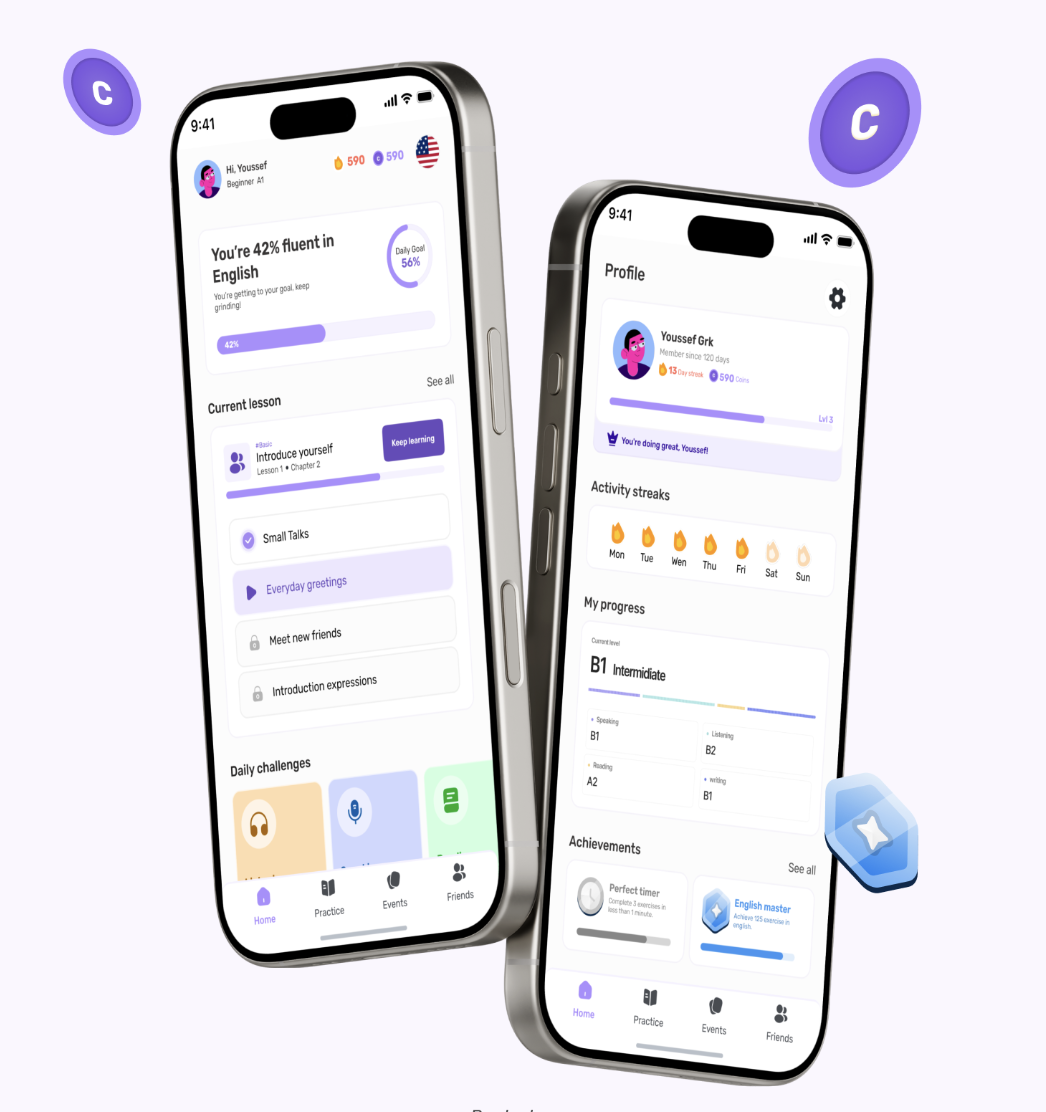 C
C
9:41
Hi, Youssef
Beginner A1
590
590
You're 42% fluent in
English
You're getting to your goal, keep
grinding!
Daily Goal
56%
42%
Current lesson
See all
#Basic
Introduce yourself
Lesson 1 • Chapter 2
Keep learning
Small Talks
Everyday greetings
Meet new friends
Introduction expressions
Daily challenges
Home
Practice
Events
Friends
9:41
Profile
Youssef Grk
Member since 120 days
13 Day streak
590 Coins
Lvl 3
You're doing great, Youssef!
Activity streaks
Mon
Tue
Wen
Thu
Fri
Sat
Sun
My progress
Current level
B1 Intermidiate
Speaking
B1
Listening
B2
Reading
A2
writing
B1
Achievements
See all
Perfect timer
Complete 3 exercises in
less than 1 minute.
English master
Achieve 125 exercise in
english.
Home
Practice
Events
Friends